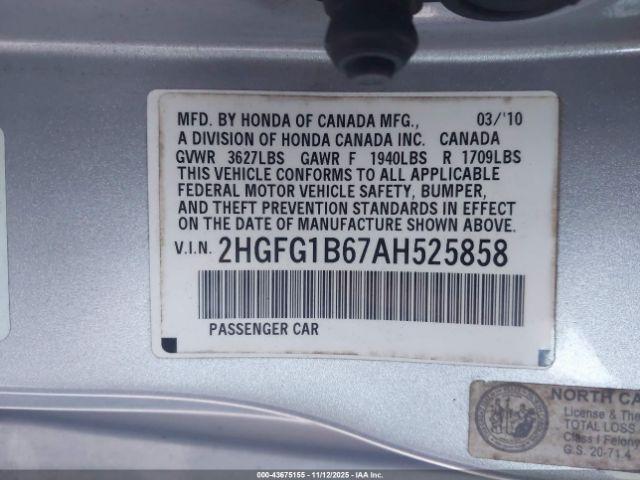 MFD. BY HONDA OF CANADA MFG., 03/'10
A DIVISION OF HONDA CANADA INC. CANADA
GVWR 3627LBS GAWR F 1940LBS R 1709LBS
THIS VEHICLE CONFORMS TO ALL APPLICABLE
FEDERAL MOTOR VEHICLE SAFETY, BUMPER,
AND THEFT PREVENTION STANDARDS IN EFFECT
ON THE DATE OF MANUFACTURE SHOWN ABOVE.
V.I.N. 2HGFG1B67AH525858
PASSENGER CAR
NORTH CA
License & The
TOTAL LOSS
Class I Felony
G.S. 20-71.4
-000-43675155 - 11/12/2025 - IAAI.COM-